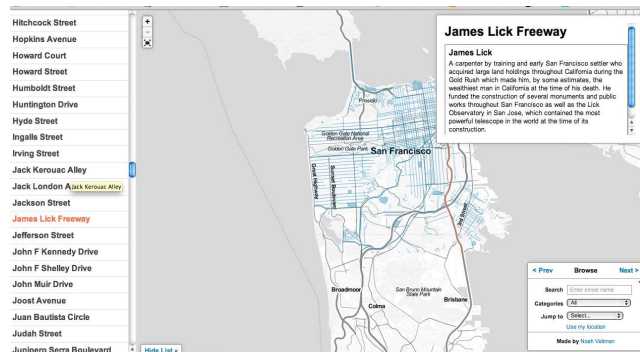 Hitchcock Street
Hopkins Avenue
Howard Court
Howard Street
Humboldt Street
Huntington Drive
Hyde Street
Ingalls Street
Irving Street
Jack Kerouac Alley
Jack London A
Jack Kerouac Alley
Jackson Street
James Lick Freeway
Jefferson Street
John F Kennedy Drive
John F Shelley Drive
John Muir Drive
Joost Avenue
Juan Bautista Circle
Judah Street
Junipero Serra Boulevard
Hide List
+
−
Presidio
Golden Gate National
Recreation Area
Golden Gate Park
San Francisco
Great Highway
Sunset Boulevard
3rd Street
Broadmoor
Colma
San Bruno Mountain
State Park
Brisbane
James Lick Freeway
James Lick
A carpenter by training and early San Francisco settler who
acquired large land holdings throughout California during the
Gold Rush which made him, by some estimates, the
wealthiest man in California at the time of his death. He
funded the construction of several monuments and public
works throughout San Francisco as well as the Lick
Observatory in San Jose, which contained the most
powerful telescope in the world at the time of its
construction.
< Prev Browse Next >
Search Enter street name
Categories All
Jump to Select...
Use my location
Made by Noah Veltman